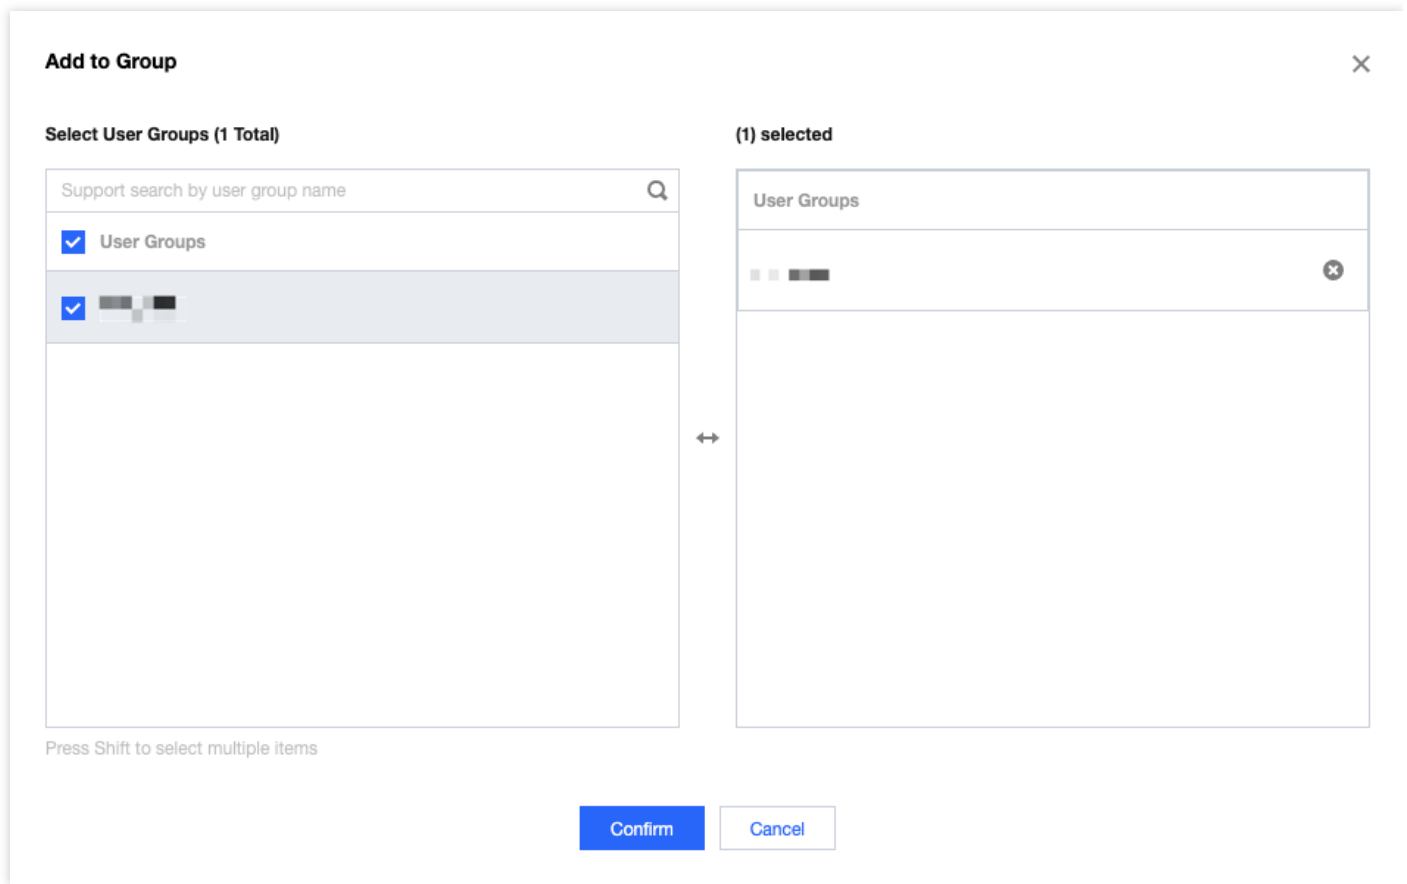 Add to Group
Select User Groups (1 Total)
Support search by user group name
User Groups
Press Shift to select multiple items
(1) selected
User Groups
Confirm
Cancel